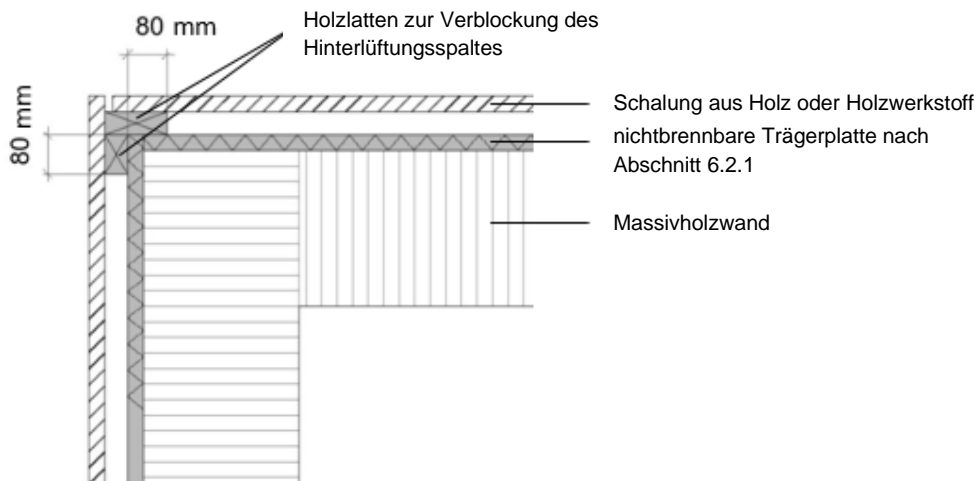 80 mm
Holzlatten zur Verblockung des
Hinterlüftungsspaltes
80 mm
Schalung aus Holz oder Holzwerkstoff
nichtbrennbare Trägerplatte nach
Abschnitt 6.2.1
Massivholzwand